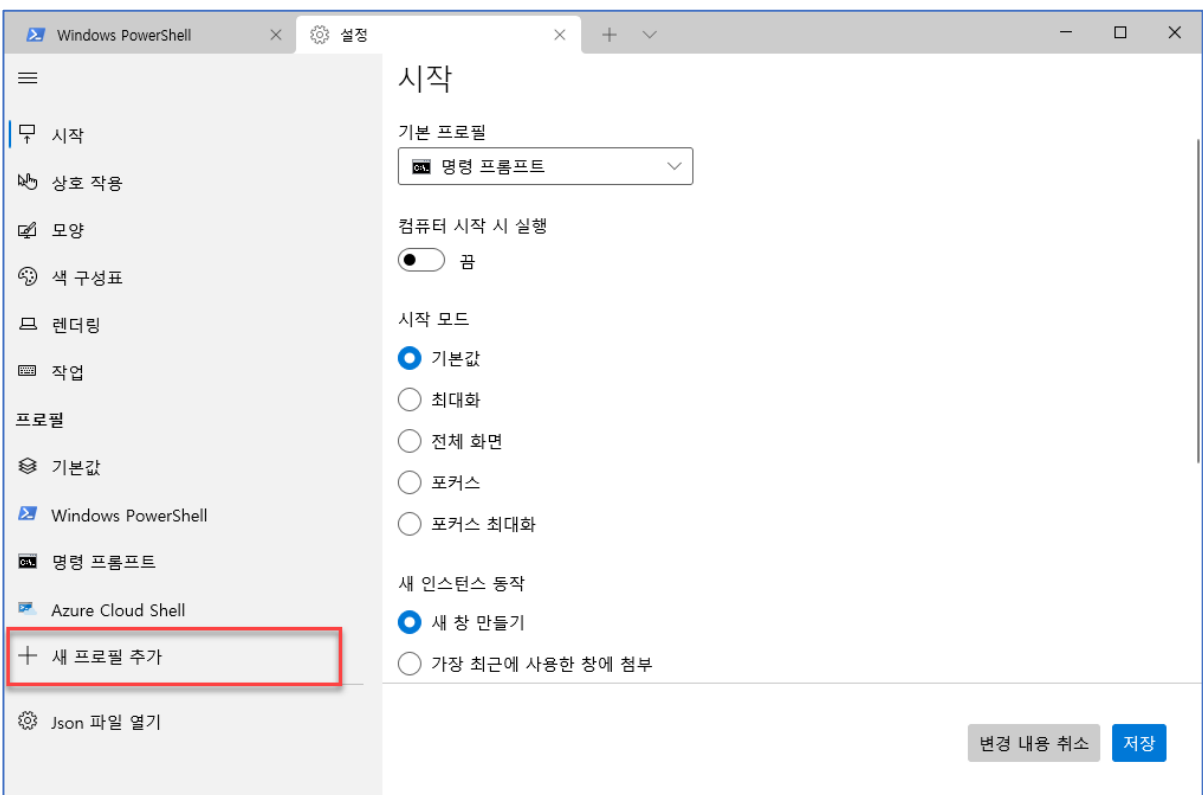 Windows PowerShell
설정
시작
상호 작용
모양
색 구성표
렌더링
작업
프로필
기본값
Windows PowerShell
명령 프롬프트
Azure Cloud Shell
새 프로필 추가
Json 파일 열기
시작
기본 프로필
명령 프롬프트
컴퓨터 시작 시 실행
끔
시작 모드
기본값
최대화
전체 화면
포커스
포커스 최대화
새 인스턴스 동작
새 창 만들기
가장 최근에 사용한 창에 첨부
변경 내용 취소
저장